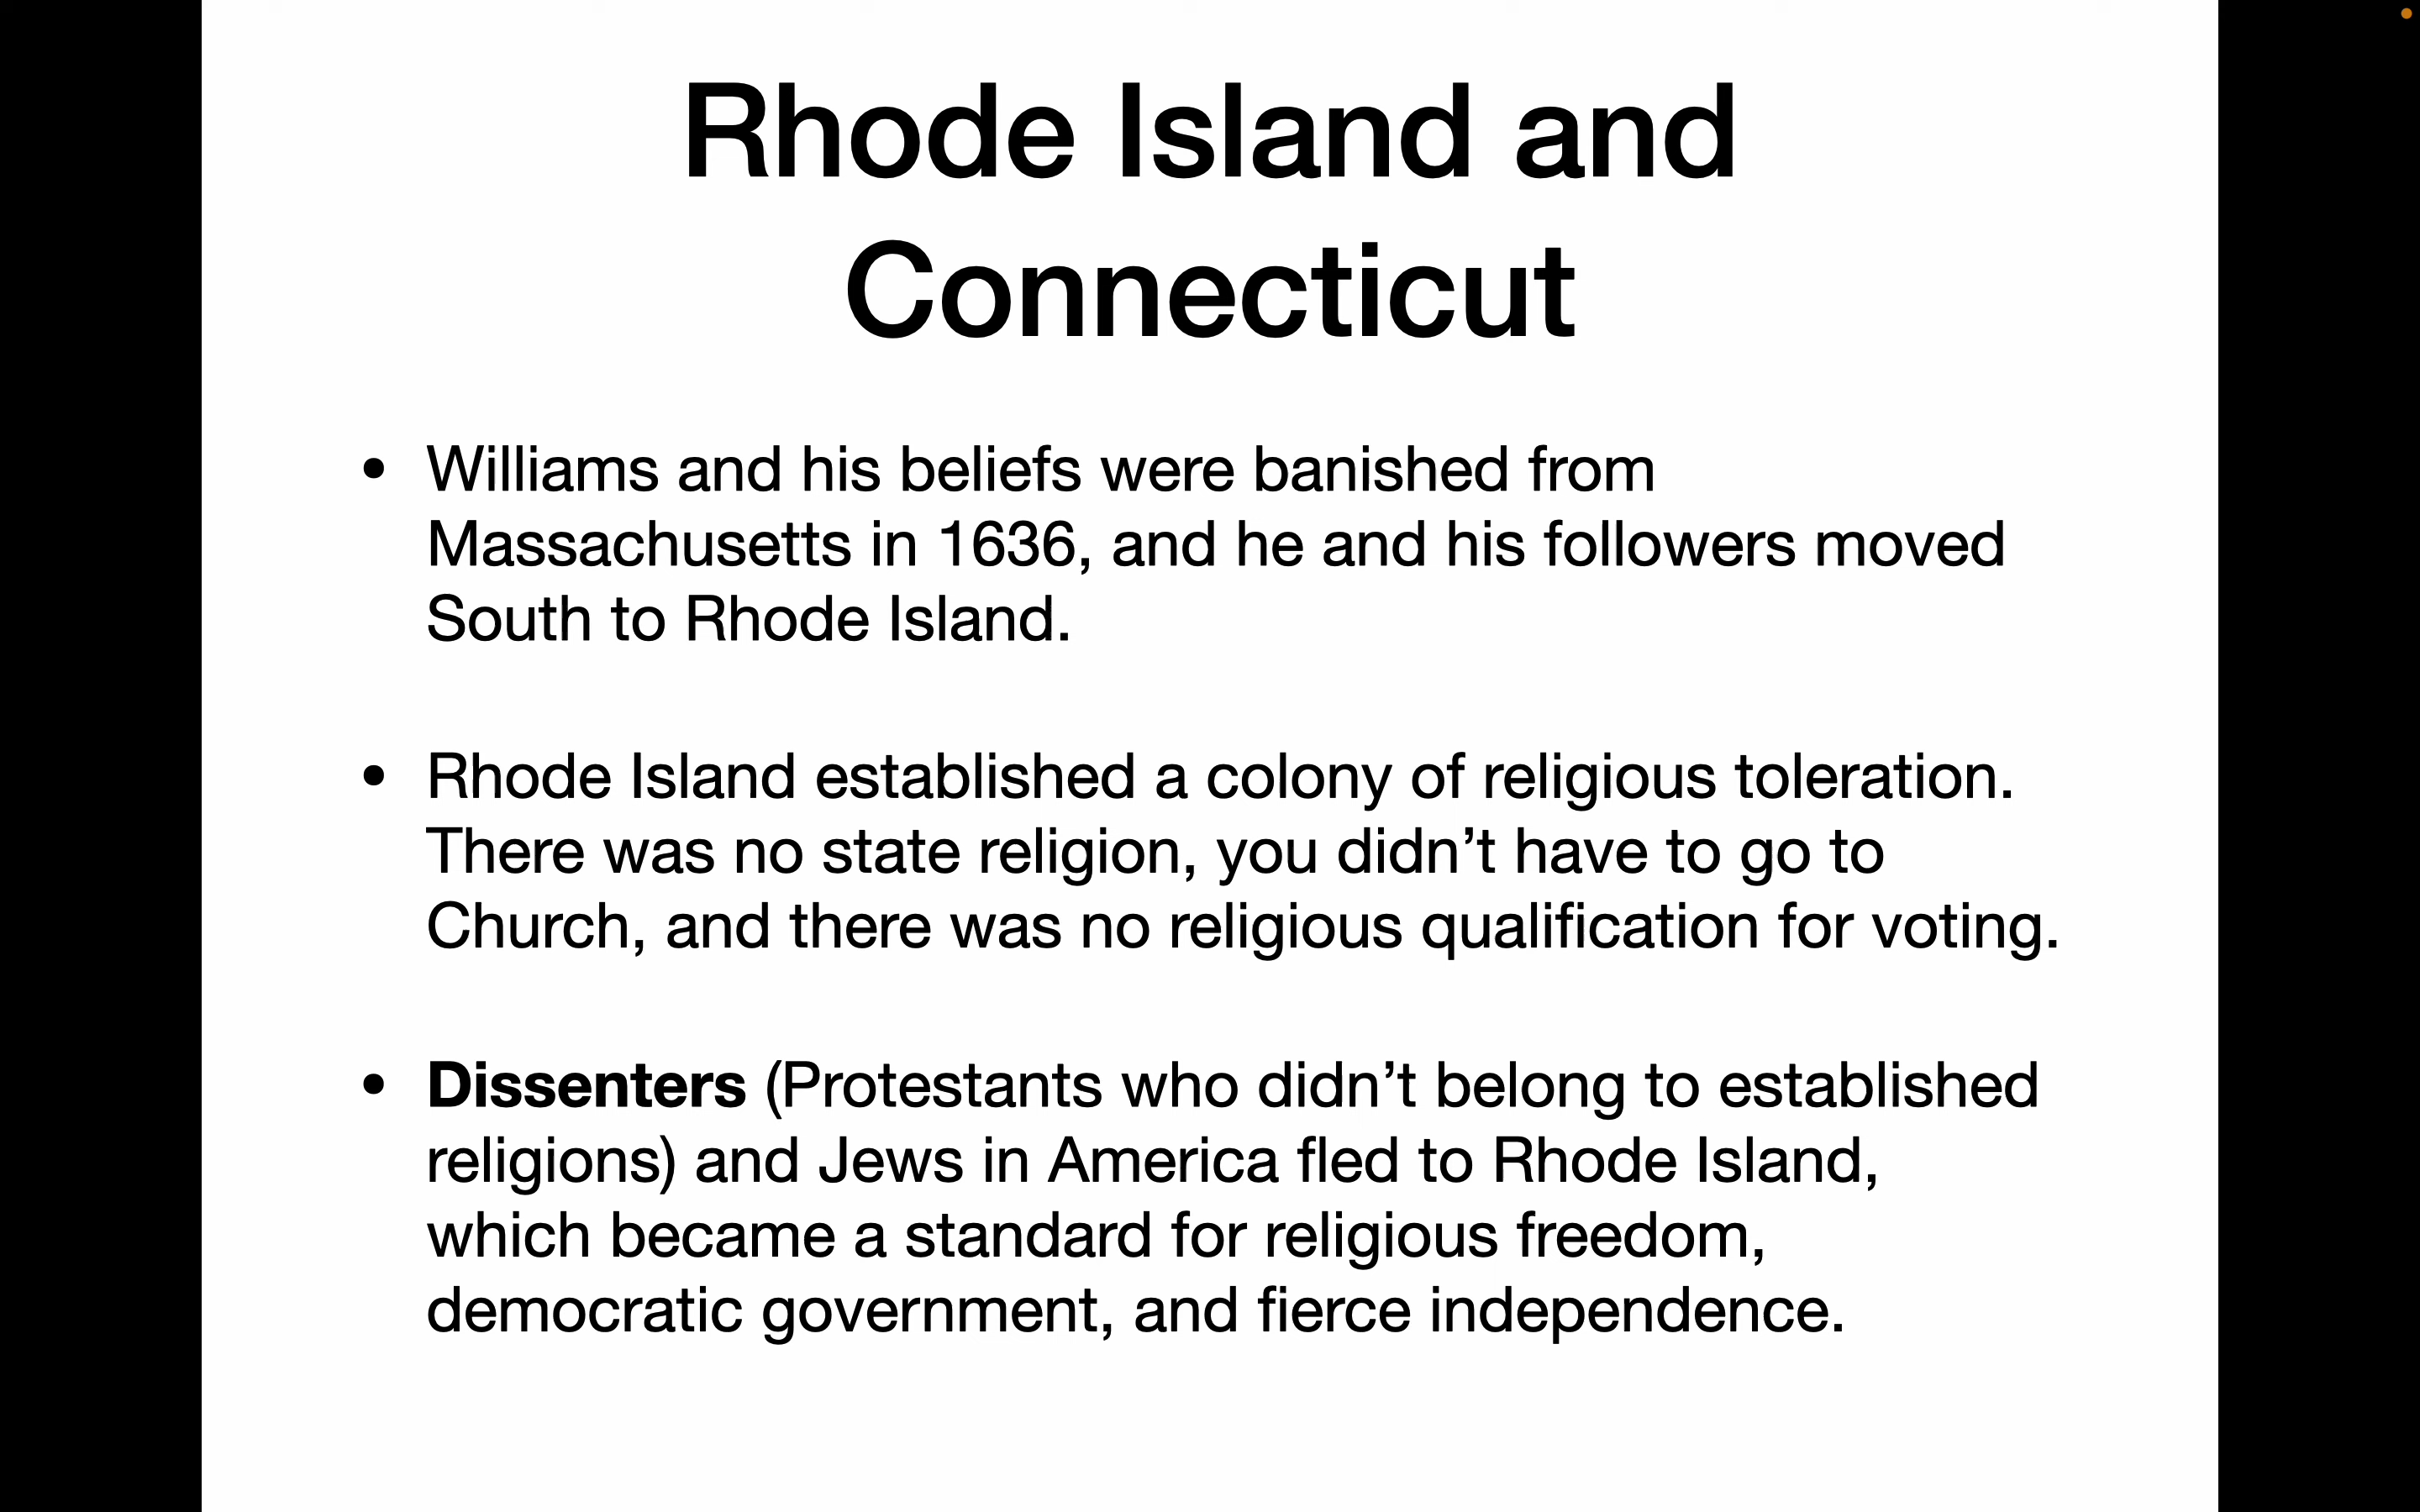 Rhode Island and
Connecticut
• Williams and his beliefs were banished from
Massachusetts in 1636, and he and his followers moved
South to Rhode Island.
• Rhode Island established a colony of religious toleration.
There was no state religion, you didn’t have to go to
Church, and there was no religious qualification for voting.
• Dissenters (Protestants who didn’t belong to established
religions) and Jews in America fled to Rhode Island,
which became a standard for religious freedom,
democratic government, and fierce independence.